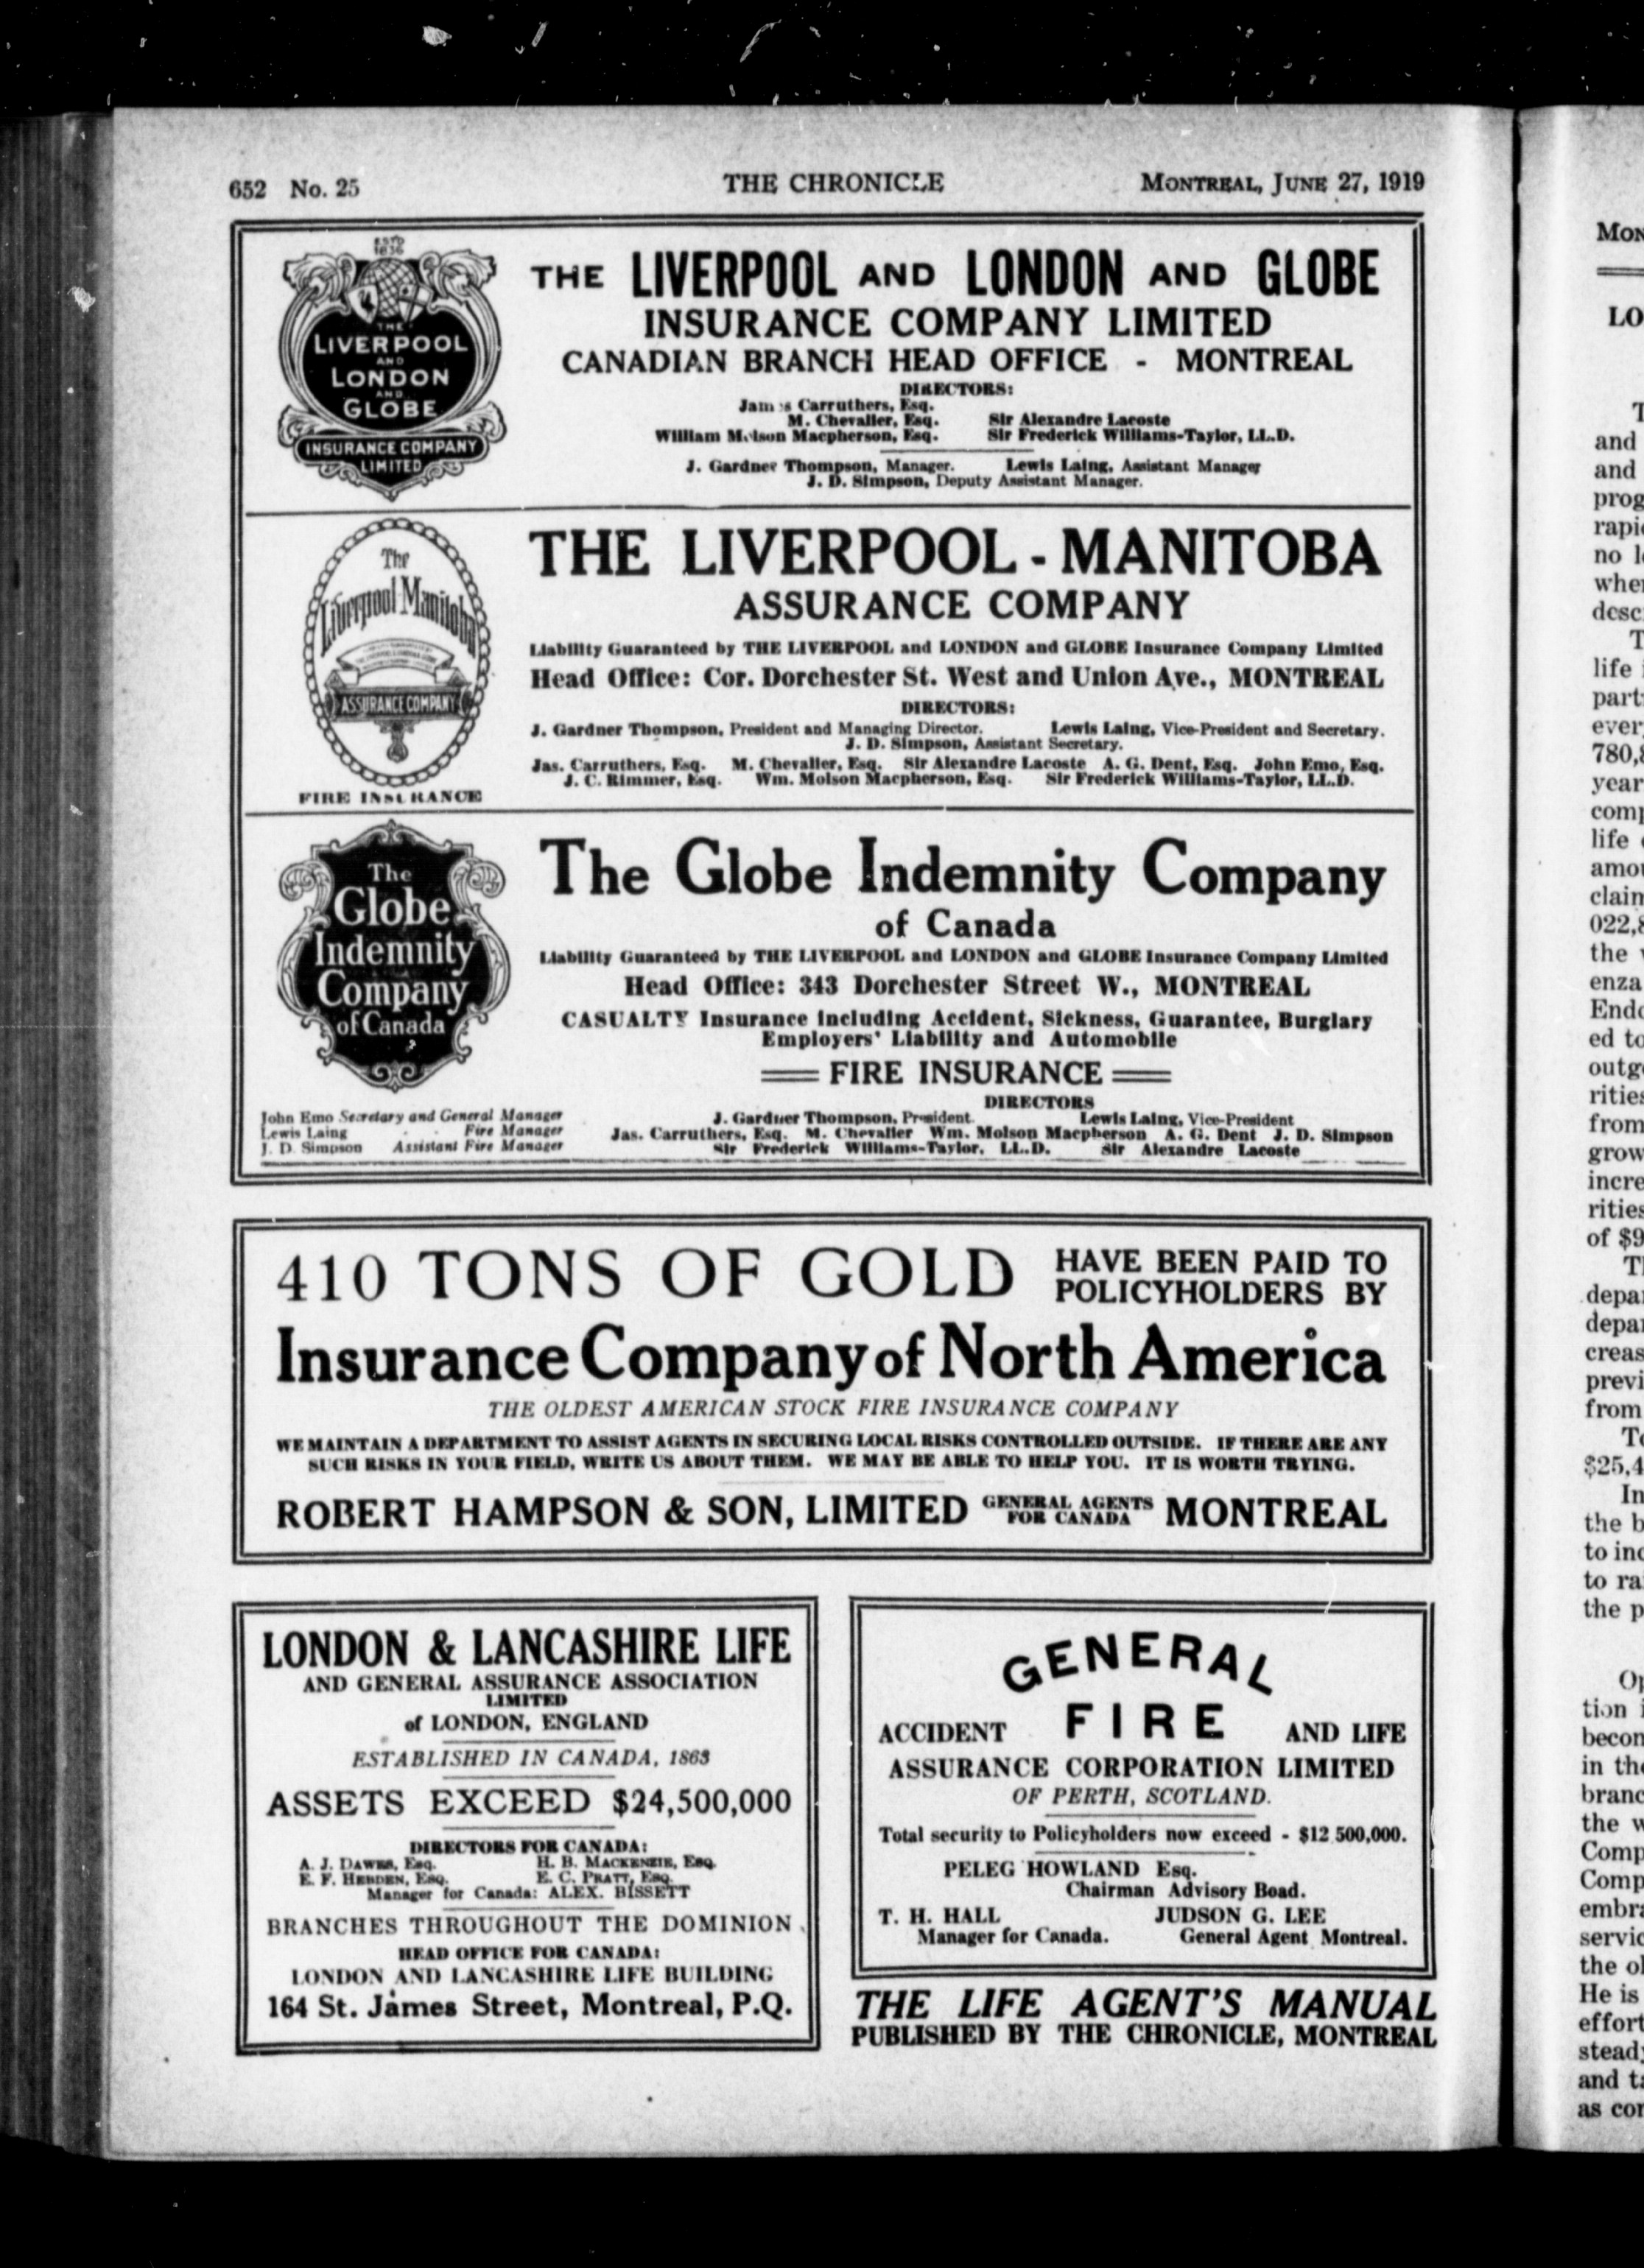 652 No. 25 THE CHRONICLE MONTREAL, JUNE 27, 1919
ESTD
1836
THE
LIVERPOOL
AND
LONDON
AND
GLOBE
INSURANCE COMPANY
LIMITED
THE LIVERPOOL AND LONDON AND GLOBE
INSURANCE COMPANY LIMITED
CANADIAN BRANCH HEAD OFFICE - MONTREAL
DIRECTORS:
James Carruthers, Esq.
M. Chevalier, Esq. Sir Alexandre Lacoste
William Molson Macpherson, Esq. Sir Frederick Williams-Taylor, LL.D.
J. Gardner Thompson, Manager. Lewis Laing, Assistant Manager
J. D. Simpson, Deputy Assistant Manager.
The
Liverpool Manitoba
ASSURANCE COMPANY
FIRE INSURANCE
THE LIVERPOOL - MANITOBA
ASSURANCE COMPANY
Liability Guaranteed by THE LIVERPOOL and LONDON and GLOBE Insurance Company Limited
Head Office: Cor. Dorchester St. West and Union Ave., MONTREAL
DIRECTORS:
J. Gardner Thompson, President and Managing Director. Lewis Laing, Vice-President and Secretary.
J. D. Simpson, Assistant Secretary.
Jas. Carruthers, Esq. M. Chevalier, Esq. Sir Alexandre Lacoste A. G. Dent, Esq. John Emo, Esq.
J. C. Rimmer, Esq. Wm. Molson Macpherson, Esq. Sir Frederick Williams-Taylor, LL.D.
The
Globe
Indemnity
Company
of Canada
The Globe Indemnity Company
of Canada
Liability Guaranteed by THE LIVERPOOL and LONDON and GLOBE Insurance Company Limited
Head Office: 343 Dorchester Street W., MONTREAL
CASUALTY Insurance including Accident, Sickness, Guarantee, Burglary
Employers' Liability and Automobile
FIRE INSURANCE
John Emo Secretary and General Manager
Lewis Laing Fire Manager
J. D. Simpson Assistant Fire Manager
DIRECTORS
J. Gardner Thompson, President. Lewis Laing, Vice-President
Jas. Carruthers, Esq. M. Chevalier Wm. Molson Macpherson A. G. Dent J. D. Simpson
Sir Frederick Williams-Taylor, LL.D. Sir Alexandre Lacoste
410 TONS OF GOLD HAVE BEEN PAID TO
POLICYHOLDERS BY
Insurance Company of North America
THE OLDEST AMERICAN STOCK FIRE INSURANCE COMPANY
WE MAINTAIN A DEPARTMENT TO ASSIST AGENTS IN SECURING LOCAL RISKS CONTROLLED OUTSIDE. IF THERE ARE ANY
SUCH RISKS IN YOUR FIELD, WRITE US ABOUT THEM. WE MAY BE ABLE TO HELP YOU. IT IS WORTH TRYING.
ROBERT HAMPSON & SON, LIMITED GENERAL AGENTS FOR CANADA MONTREAL
LONDON & LANCASHIRE LIFE
AND GENERAL ASSURANCE ASSOCIATION
LIMITED
of LONDON, ENGLAND
ESTABLISHED IN CANADA, 1863
ASSETS EXCEED $24,500,000
DIRECTORS FOR CANADA:
A. J. DAWES, Esq. H. B. MACKENZIE, Esq.
E. F. HEBDEN, Esq. E. C. PRATT, Esq.
Manager for Canada: ALEX. BISSETT
BRANCHES THROUGHOUT THE DOMINION
HEAD OFFICE FOR CANADA:
LONDON AND LANCASHIRE LIFE BUILDING
164 St. James Street, Montreal, P.Q.
GENERAL
ACCIDENT FIRE AND LIFE
ASSURANCE CORPORATION LIMITED
OF PERTH, SCOTLAND.
Total security to Policyholders now exceed - $12 500,000.
PELEG HOWLAND Esq.
Chairman Advisory Boad.
T. H. HALL JUDSON G. LEE
Manager for Canada. General Agent Montreal.
THE LIFE AGENT'S MANUAL
PUBLISHED BY THE CHRONICLE, MONTREAL